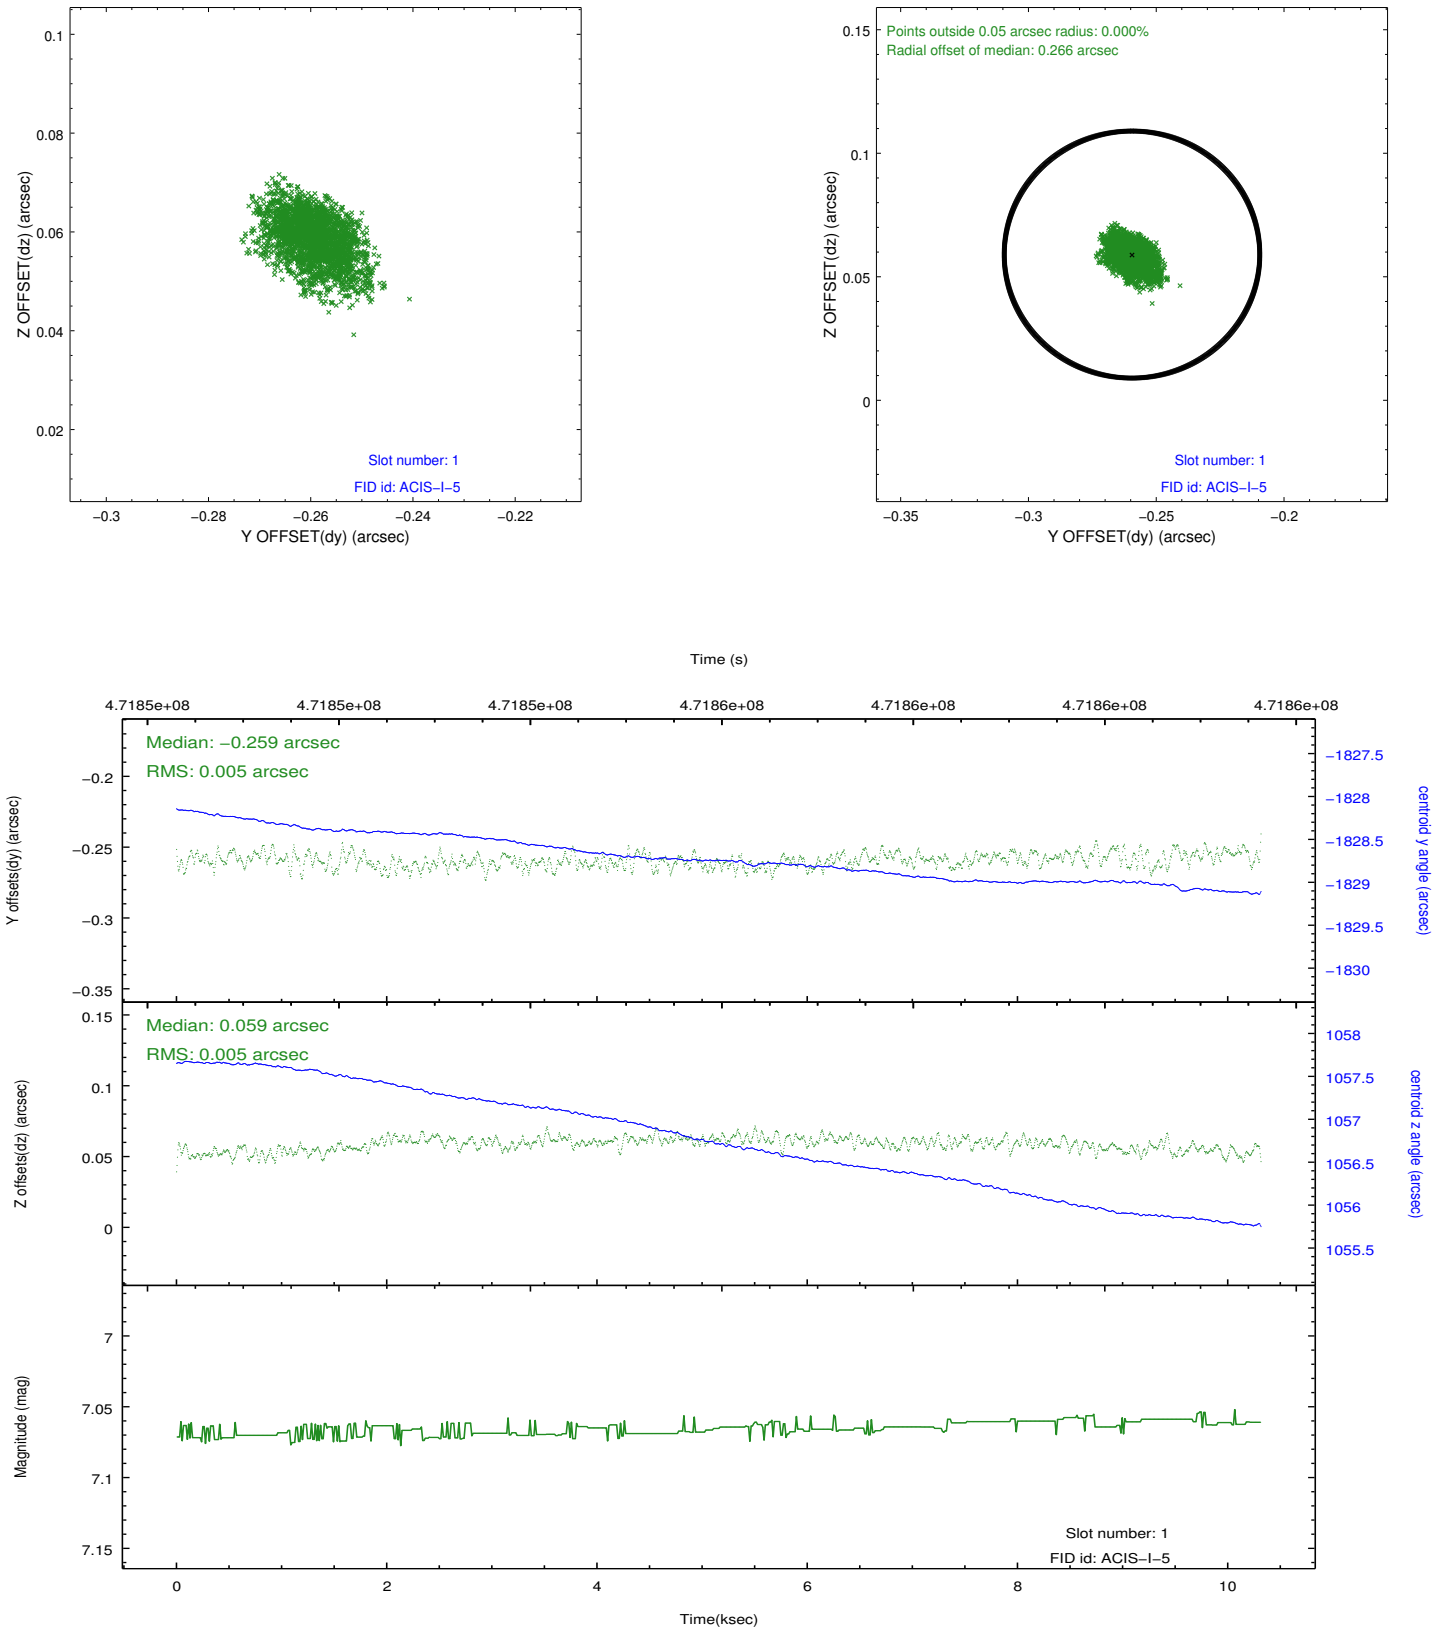 0.1
0.08
0.06
0.04
0.02
Z OFFSET(dz) (arcsec)
Slot number: 1
FID id: ACIS−I−5
−0.3 −0.28 −0.26 −0.24 −0.22
Y OFFSET(dy) (arcsec)
Points outside 0.05 arcsec radius: 0.000%
Radial offset of median: 0.266 arcsec
0.15
0.1
0.05
0
Z OFFSET(dz) (arcsec)
Slot number: 1
FID id: ACIS−I−5
−0.35 −0.3 −0.25 −0.2
Y OFFSET(dy) (arcsec)
Time (s)
4.7185e+08 4.7185e+08 4.7185e+08 4.7186e+08 4.7186e+08 4.7186e+08 4.7186e+08
Median: −0.259 arcsec
RMS: 0.005 arcsec
−0.2
−0.25
−0.3
−0.35
Y offsets(dy) (arcsec)
−1827.5
−1828
−1828.5
−1829
−1829.5
−1830
centroid y angle (arcsec)
Median: 0.059 arcsec
RMS: 0.005 arcsec
0.15
0.1
0.05
0
Z offsets(dz) (arcsec)
1058
1057.5
1057
1056.5
1056
1055.5
centroid z angle (arcsec)
7
7.05
7.1
7.15
Magnitude (mag)
Slot number: 1
FID id: ACIS−I−5
0 2 4 6 8 10
Time(ksec)